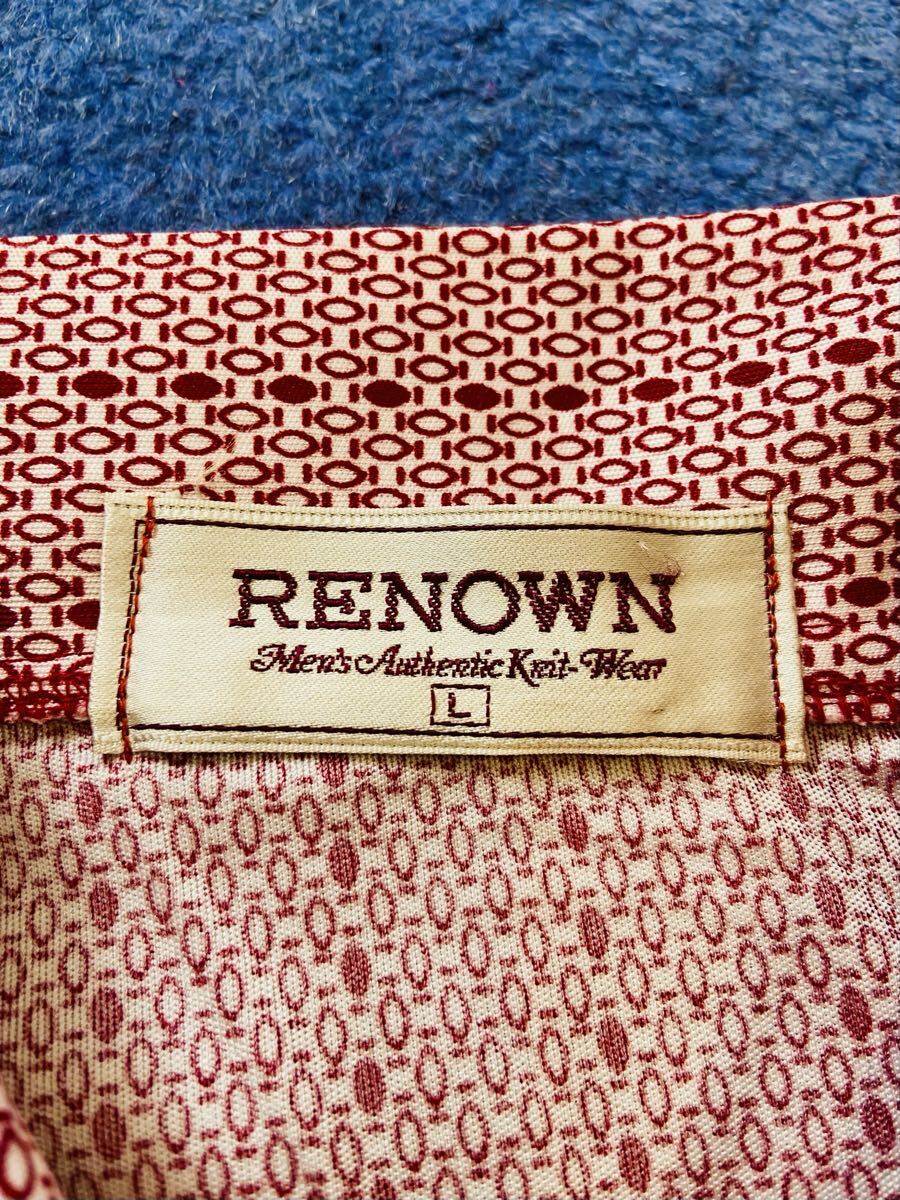 RENOWN
Men's Authentic Knit-Wear
L